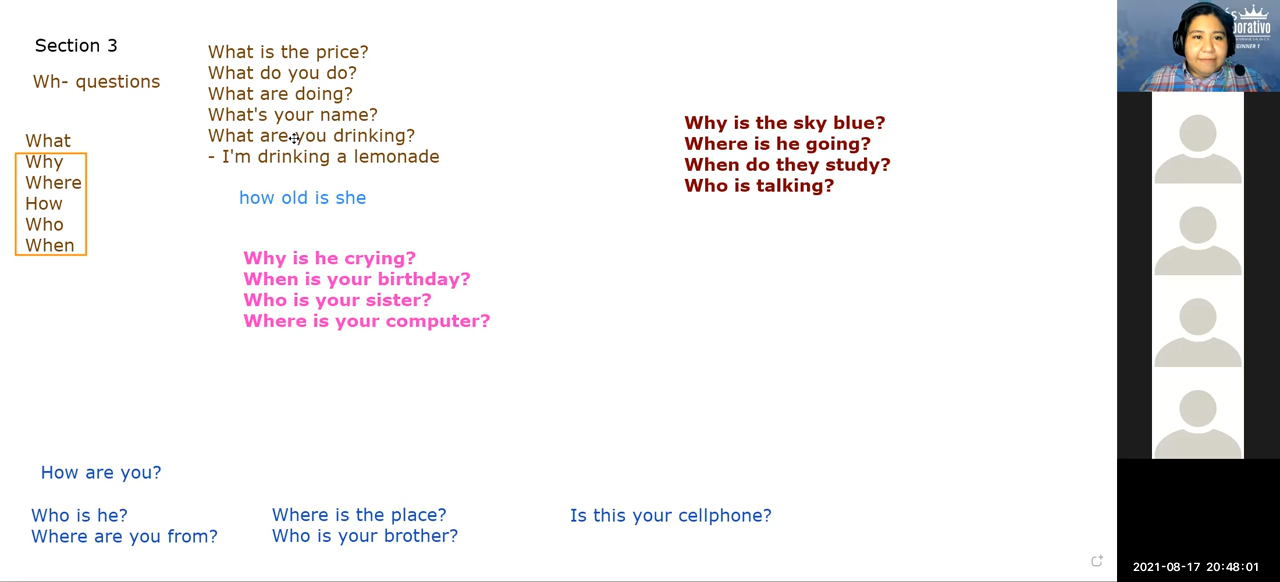 Section 3
Wh- questions
What
Why
Where
How
Who
When
What is the price?
What do you do?
What are doing?
What's your name?
What are you drinking?
- I'm drinking a lemonade
how old is she
Why is he crying?
When is your birthday?
Who is your sister?
Where is your computer?
Why is the sky blue?
Where is he going?
When do they study?
Who is talking?
How are you?
Who is he?
Where are you from?
Where is the place?
Who is your brother?
Is this your cellphone?
2021-08-17 20:48:01